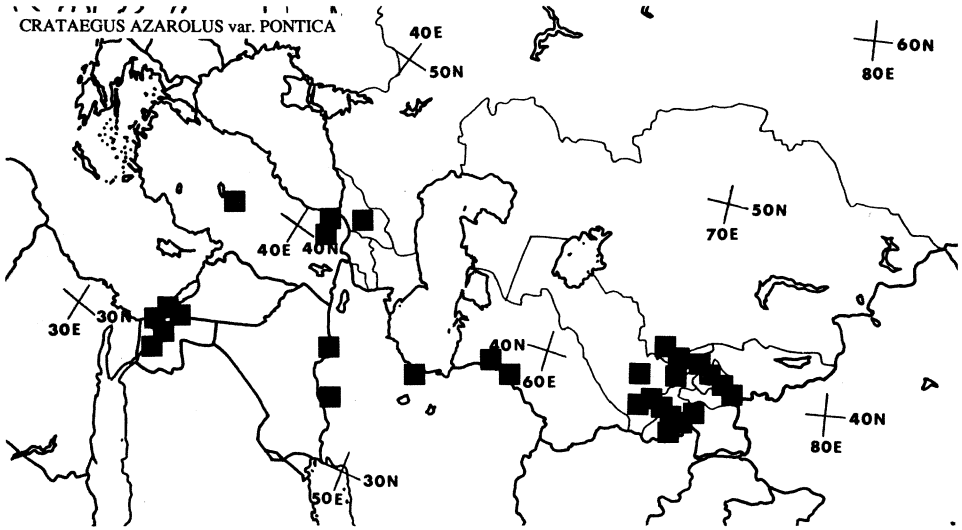 CRATAEGUS AZAROLUS var. PONTICA
40E
50N
60N
80E
50N
70E
40E
40N
30E
30N
40N
60E
40N
80E
50E
30N